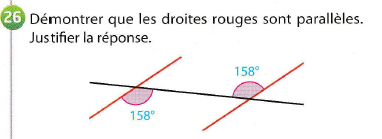 26 Démontrer que les droites rouges sont parallèles.
Justifier la réponse.
158°
158°